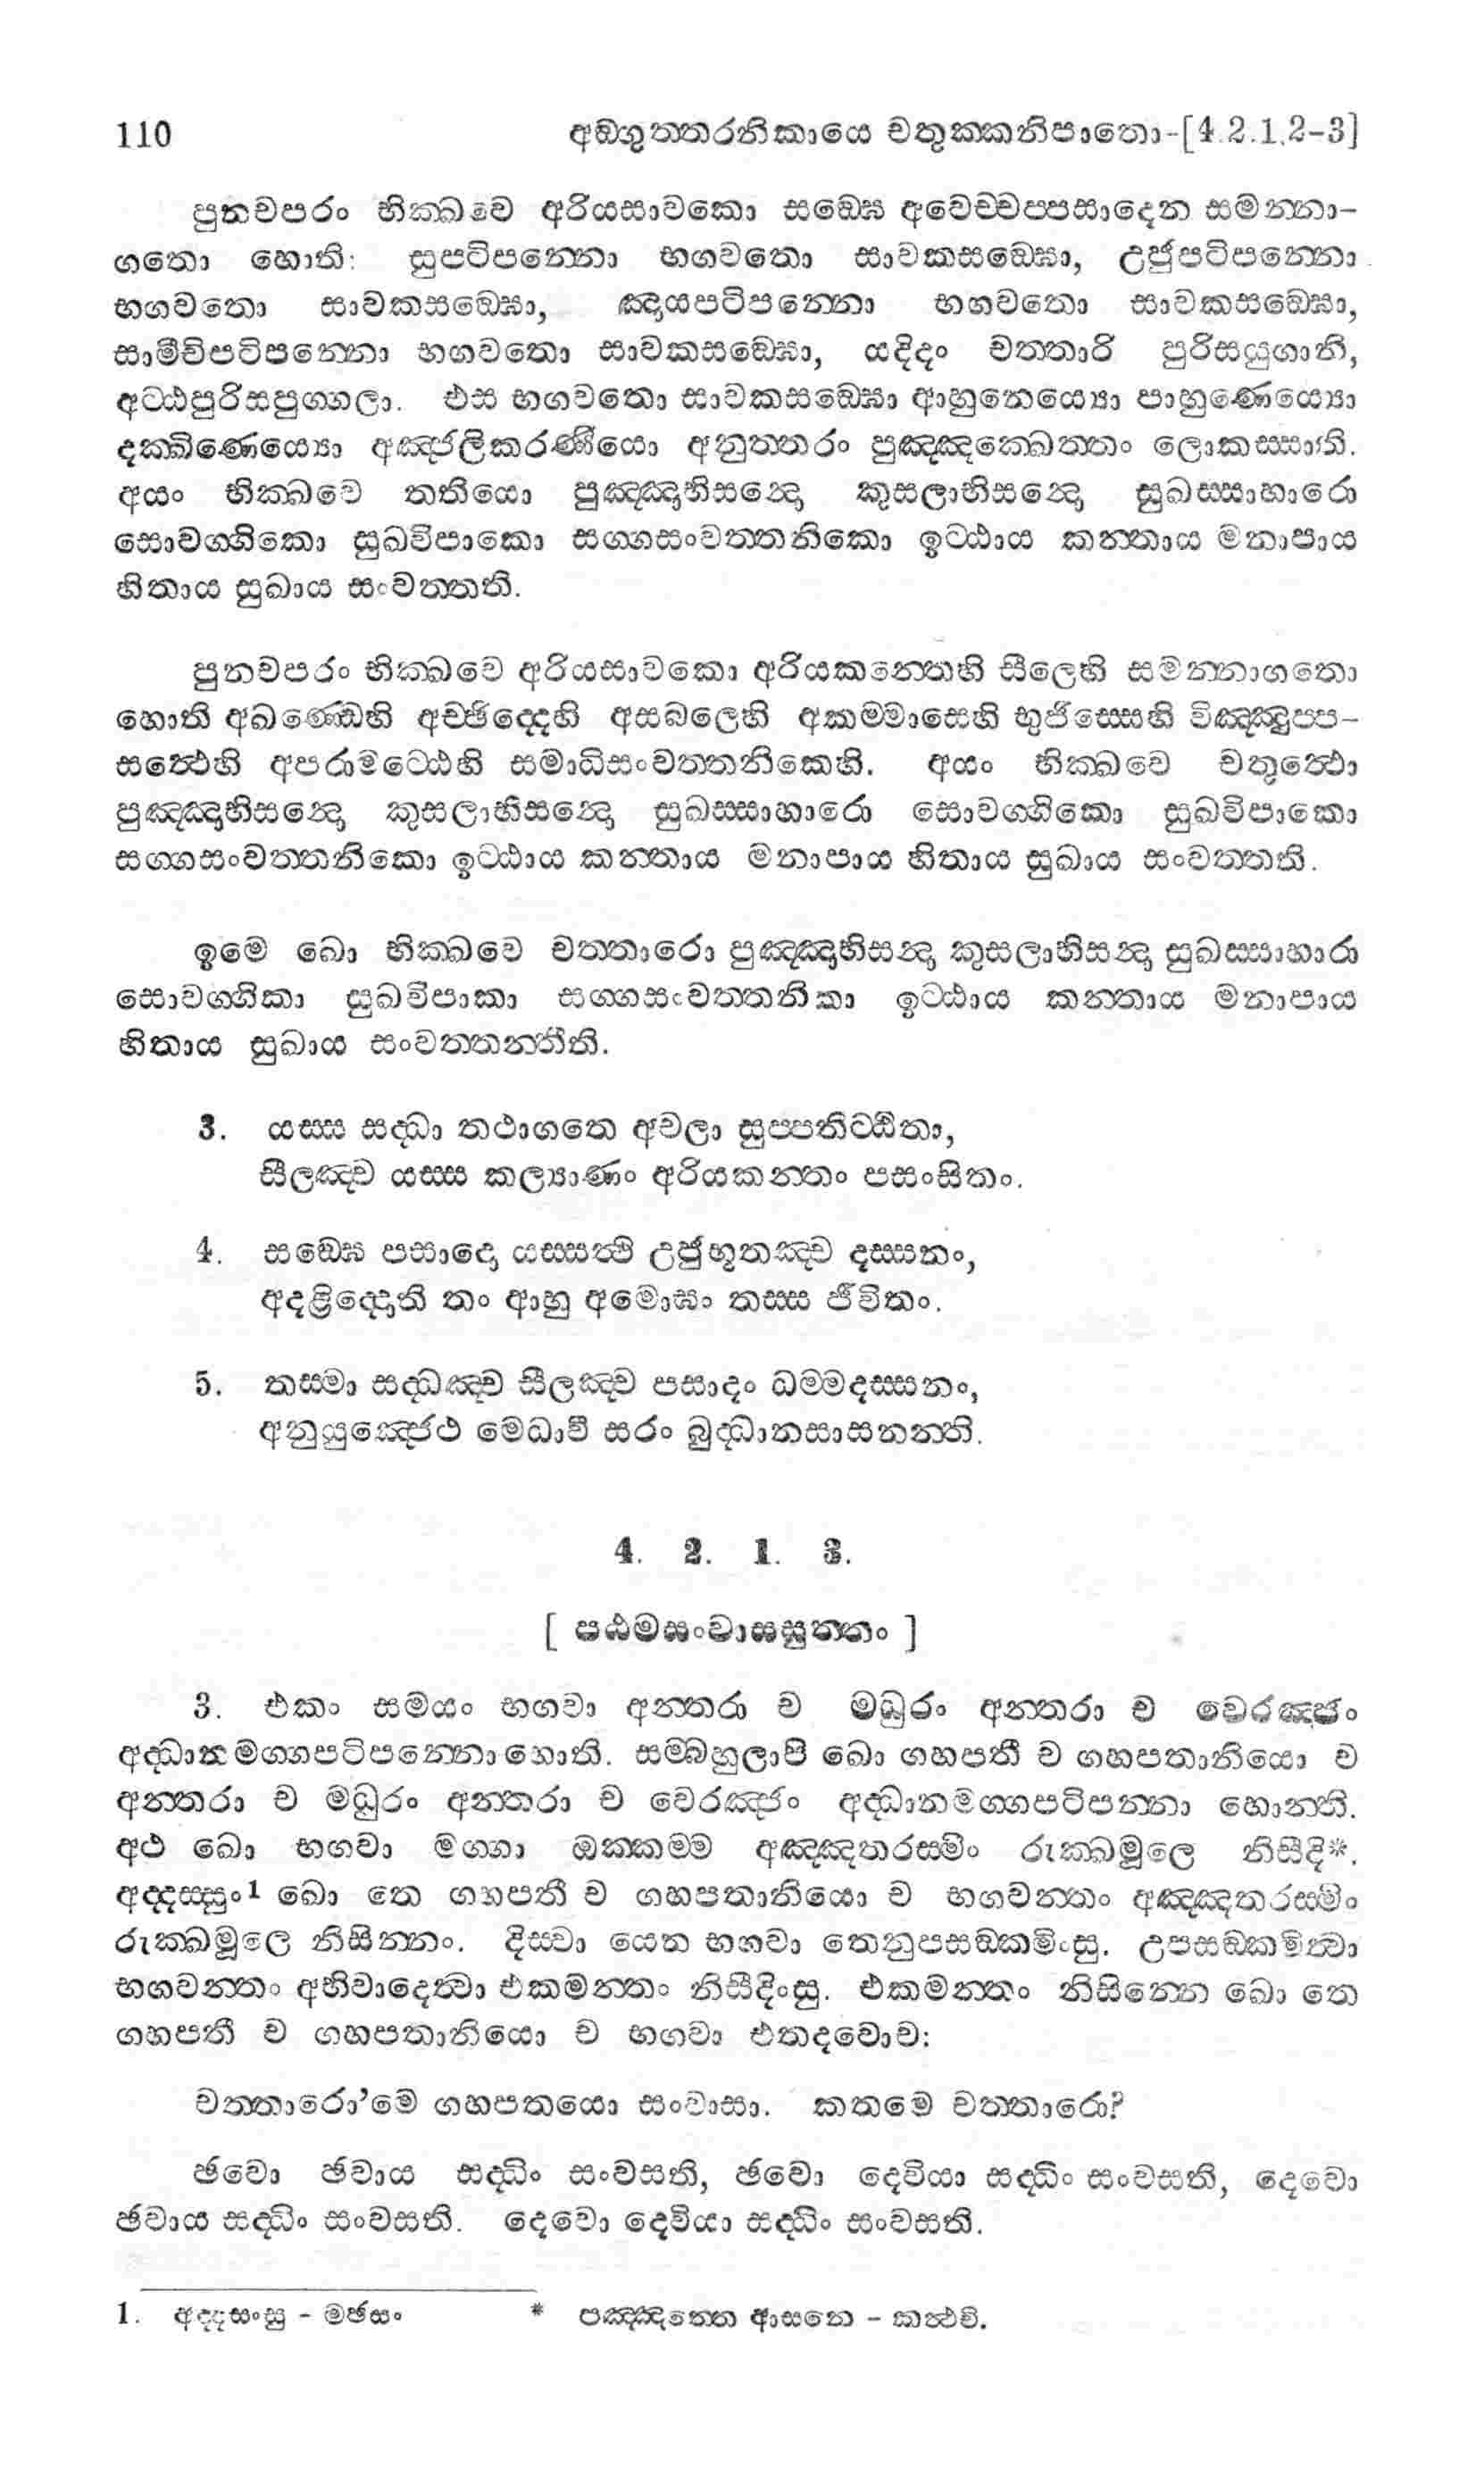 110 අඞ්ගුත්තරනිකායෙ චතුක්කනිපාතො-[4.2.1.2-3]
පුනචපරං භික්ඛවෙ අරියසාවකො සඞ්ඝෙ අවෙච්චප්පසාදෙන සමන්නා-
ගතො හොති: සුපටිපන්නො භගවතො සාවකසඞ්ඝො, උජුපටිපන්නො
භගවතො සාවකසඞ්ඝො, ඤායපටිපන්නො භගවතො සාවකසඞ්ඝො,
සාමීචිපටිපන්නො භගවතො සාවකසඞ්ඝො, යදිදං චත්තාරි පුරිසයුගානි,
අට්ඨපුරිසපුග්ගලා. එස භගවතො සාවකසඞ්ඝො ආහුනෙය්‍යො පාහුණෙය්‍යො
දක්ඛිණෙය්‍යො අඤ්ජලිකරණීයො අනුත්තරං පුඤ්ඤක්ඛෙත්තං ලොකස්සාති.
අයං භික්ඛවෙ තතියො පුඤ්ඤාභිසන්දො කුසලාභිසන්දො සුඛස්සාහාරො
සොවග්ගිකො සුඛවිපාකො සග්ගසංවත්තනිකො ඉට්ඨාය කන්තාය මනාපාය
හිතාය සුඛාය සංවත්තති.
පුනචපරං භික්ඛවෙ අරියසාවකො අරියකන්තෙහි සීලෙහි සමන්නාගතො
හොති අඛණ්ඩෙහි අච්ඡිද්දෙහි අසබලෙහි අකම්මාසෙහි භුජිස්සෙහි විඤ්ඤුප්ප-
සත්ථෙහි අපරාමට්ඨෙහි සමාධිසංවත්තනිකෙහි. අයං භික්ඛවෙ චතුත්ථො
පුඤ්ඤාභිසන්දො කුසලාභිසන්දො සුඛස්සාහාරො සොවග්ගිකො සුඛවිපාකො
සග්ගසංවත්තනිකො ඉට්ඨාය කන්තාය මනාපාය හිතාය සුඛාය සංවත්තති.
ඉමෙ ඛො භික්ඛවෙ චත්තාරො පුඤ්ඤාභිසන්දා කුසලාභිසන්දා සුඛස්සාහාරා
සොවග්ගිකා සුඛවිපාකා සග්ගසංවත්තනිකා ඉට්ඨාය කන්තාය මනාපාය
හිතාය සුඛාය සංවත්තන්තීති.
3. යස්ස සද්ධා තථාගතෙ අචලා සුප්පතිට්ඨිතා,
සීලඤ්ච යස්ස කල්‍යාණං අරියකන්තං පසංසිතං.
4. සඞ්ඝෙ පසාදො යස්සත්ථි උජුභූතඤ්ච දස්සනං,
අදළිද්දොති තං ආහු අමොඝං තස්ස ජීවිතං.
5. තස්මා සද්ධඤ්ච සීලඤ්ච පසාදං ධම්මදස්සනං,
අනුයුඤ්ජෙථ මෙධාවී සරං බුද්ධානසාසනන්ති.
4. 2. 1. 3.
[ පඨමසංවාසසුත්තං ]
3. එකං සමයං භගවා අන්තරා ච මධුරං අන්තරා ච වෙරඤ්ජං
අද්ධානමග්ගපටිපන්නො හොති. සම්බහුලාපි ඛො ගහපතී ච ගහපතානියො ච
අන්තරා ච මධුරං අන්තරා ච වෙරඤ්ජං අද්ධානමග්ගපටිපන්නා හොන්ති.
අථ ඛො භගවා මග්ගා ඔක්කම්ම අඤ්ඤතරස්මිං රුක්ඛමූලෙ නිසීදි*.
අද්දස්සුං1 ඛො තෙ ගහපතී ච ගහපතානියො ච භගවන්තං අඤ්ඤතරස්මිං
රුක්ඛමූලෙ නිසින්නං. දිස්වා යෙන භගවා තෙනුපසඞ්කමිංසු. උපසඞ්කමිත්වා
භගවන්තං අභිවාදෙත්වා එකමන්තං නිසීදිංසු. එකමන්තං නිසින්නෙ ඛො තෙ
ගහපතී ච ගහපතානියො ච භගවා එතදවොච:
චත්තාරො'මෙ ගහපතයො සංවාසා. කතමෙ චත්තාරො?
ඡවො ඡවාය සද්ධිං සංවසති, ඡවො දෙවියා සද්ධිං සංවසති, දෙවො
ඡවාය සද්ධිං සංවසති. දෙවො දෙවියා සද්ධිං සංවසති.
1. අද්දසංසු - මඡසං * පඤ්ඤත්තෙ ආසනෙ - කත්ථචි.